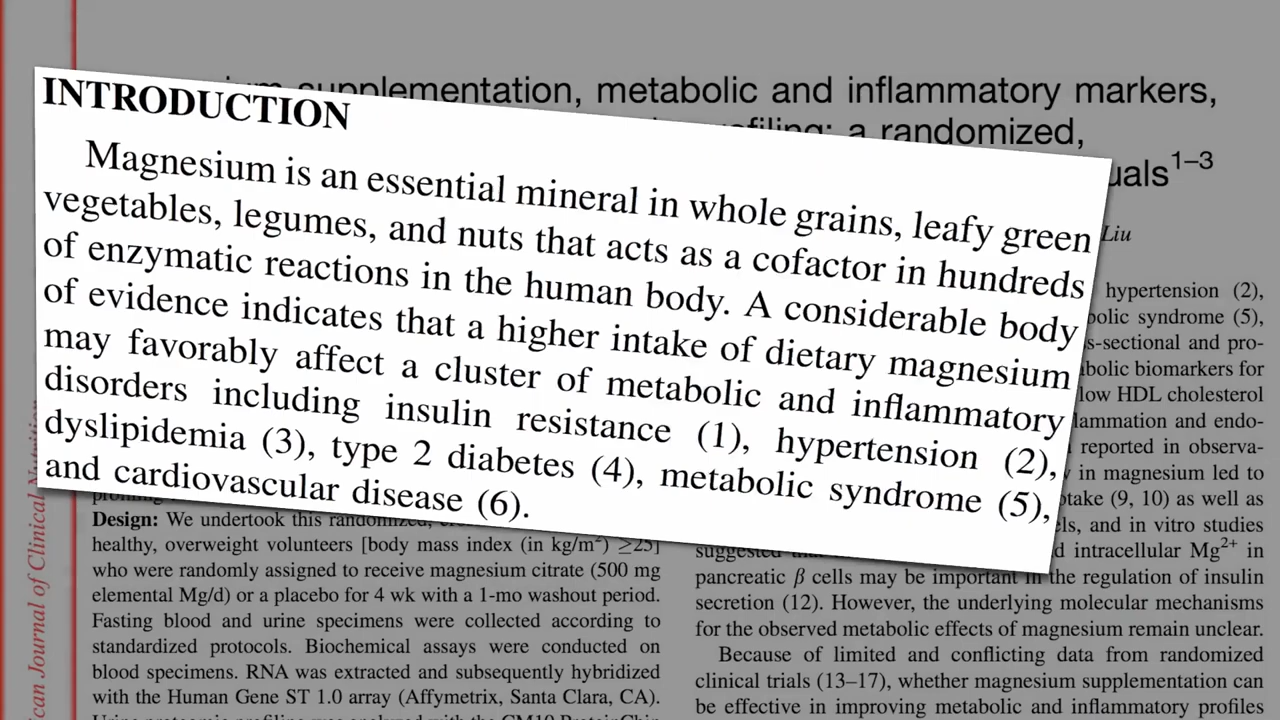 supplementation, metabolic and inflammatory markers,
a randomized,
1–3
Liu
INTRODUCTION
Magnesium is an essential mineral in whole grains, leafy green
vegetables, legumes, and nuts that acts as a cofactor in hundreds
of enzymatic reactions in the human body. A considerable body
of evidence indicates that a higher intake of dietary magnesium
may favorably affect a cluster of metabolic and inflammatory
disorders including insulin resistance (1), hypertension (2),
dyslipidemia (3), type 2 diabetes (4), metabolic syndrome (5),
and cardiovascular disease (6).
Design: We undertook this randomized,
healthy, overweight volunteers [body mass index (in kg/m²) ≥25]
who were randomly assigned to receive magnesium citrate (500 mg
elemental Mg/d) or a placebo for 4 wk with a 1-mo washout period.
Fasting blood and urine specimens were collected according to
standardized protocols. Biochemical assays were conducted on
blood specimens. RNA was extracted and subsequently hybridized
with the Human Gene ST 1.0 array (Affymetrix, Santa Clara, CA).
hypertension (2),
syndrome (5),
s-sectional and pro-
biomarkers for
low HDL cholesterol
and endo-
reported in observa-
in magnesium led to
(9, 10) as well as
and in vitro studies
suggested intracellular Mg²⁺ in
pancreatic β cells may be important in the regulation of insulin
secretion (12). However, the underlying molecular mechanisms
for the observed metabolic effects of magnesium remain unclear.
Because of limited and conflicting data from randomized
clinical trials (13–17), whether magnesium supplementation can
be effective in improving metabolic and inflammatory profiles
Journal of Clinical